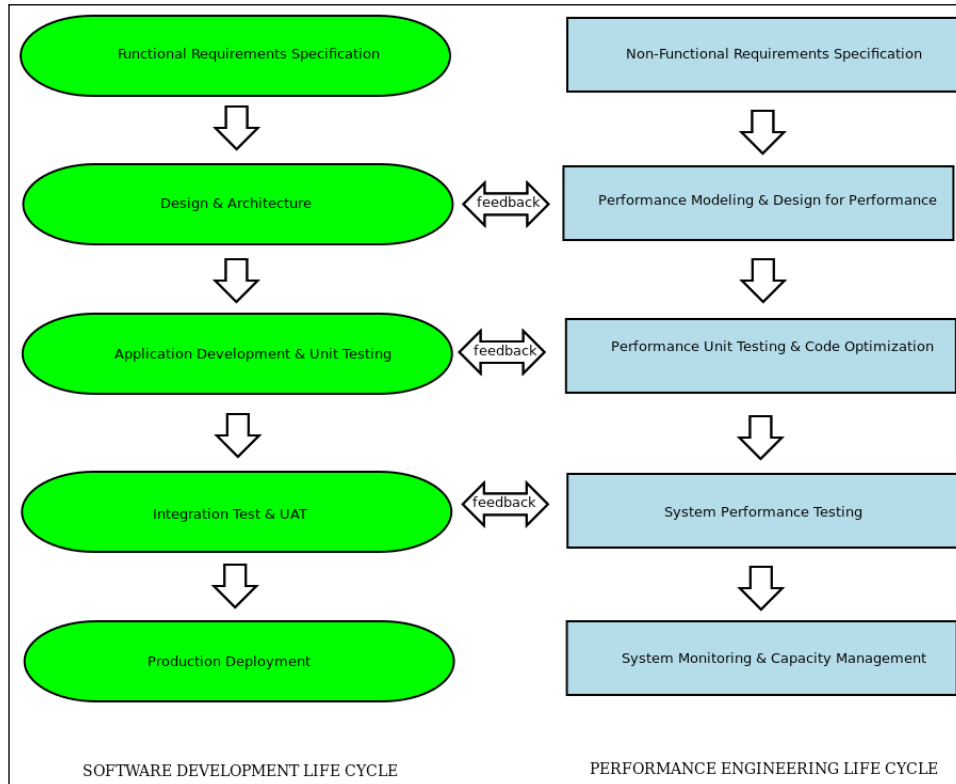 Functional Requirements Specification
Non-Functional Requirements Specification
Design & Architecture
feedback
Performance Modeling & Design for Performance
Application Development & Unit Testing
feedback
Performance Unit Testing & Code Optimization
Integration Test & UAT
feedback
System Performance Testing
Production Deployment
System Monitoring & Capacity Management
SOFTWARE DEVELOPMENT LIFE CYCLE
PERFORMANCE ENGINEERING LIFE CYCLE